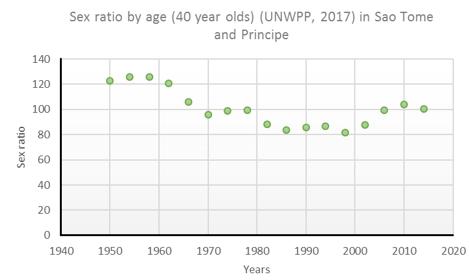 Sex ratio by age (40 year olds) (UNWPP, 2017) in Sao Tome
and Principe
140
120
100
80
60
40
20
0
Sex ratio
1940 1950 1960 1970 1980 1990 2000 2010 2020
Years